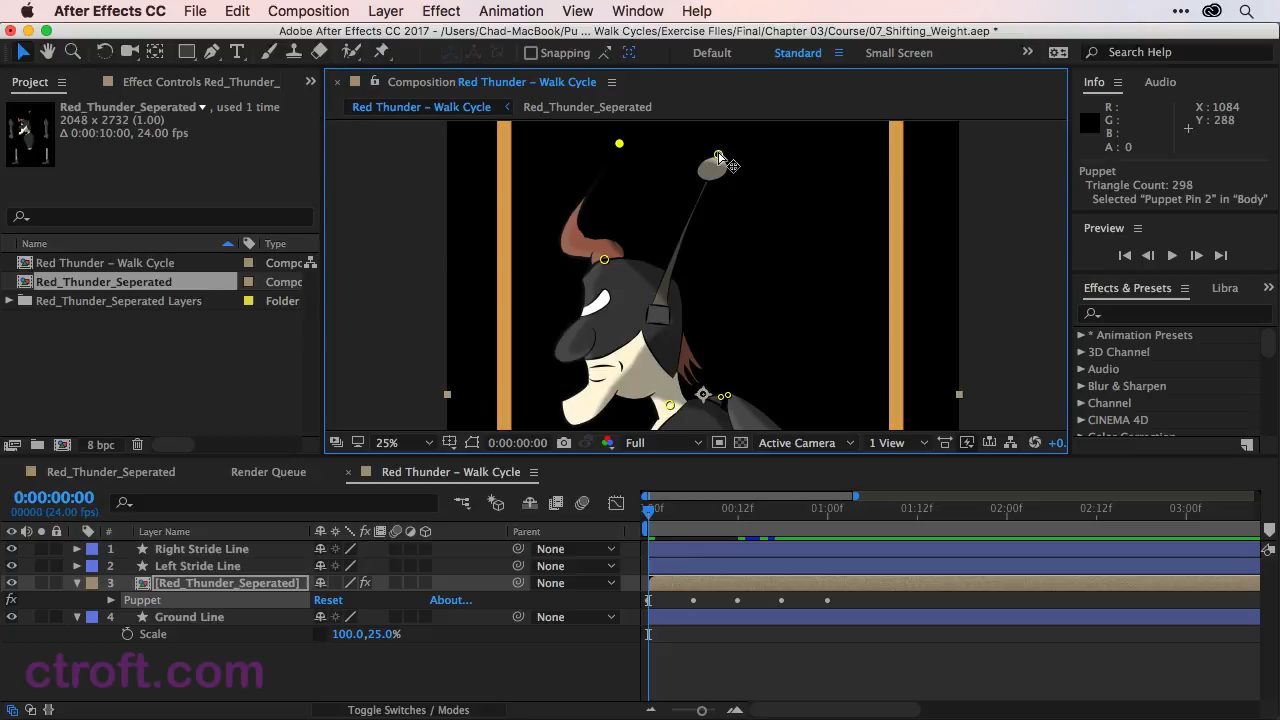 After Effects CC File Edit Composition Layer Effect Animation View Window Help
Adobe After Effects CC 2017 - /Users/Chad-MacBook/Pu ... Walk Cycles/Exercise Files/Final/Chapter 03/Course/07_Shifting_Weight.aep *
Snapping Default Standard Small Screen Search Help
Project Effect Controls Red_Thunder_
Red_Thunder_Seperated , used 1 time
2048 x 2732 (1.00)
Δ 0:00:10:00, 24.00 fps
Name Type
Red Thunder – Walk Cycle Compc
Red_Thunder_Seperated Compc
Red_Thunder_Seperated Layers Folder
8 bpc
Composition Red Thunder – Walk Cycle
Red Thunder – Walk Cycle Red_Thunder_Seperated
25% 0:00:00:00 Full Active Camera 1 View +0.
Info Audio
R : X : 1084
G : Y : 288
B :
A : 0
Puppet
Triangle Count: 298
Selected “Puppet Pin 2” in “Body”
Preview
Effects & Presets Libra
* Animation Presets
3D Channel
Audio
Blur & Sharpen
Channel
CINEMA 4D
Color Correction
Red_Thunder_Seperated Render Queue Red Thunder – Walk Cycle
0:00:00:00
00000 (24.00 fps)
:00f 00:12f 01:00f 01:12f 02:00f 02:12f 03:00f
# Layer Name Parent
1 Right Stride Line None
2 Left Stride Line None
3 [Red_Thunder_Seperated] fx None
fx Puppet Reset About...
4 Ground Line None
Scale 100.0,25.0%
ctroft.com
Toggle Switches / Modes